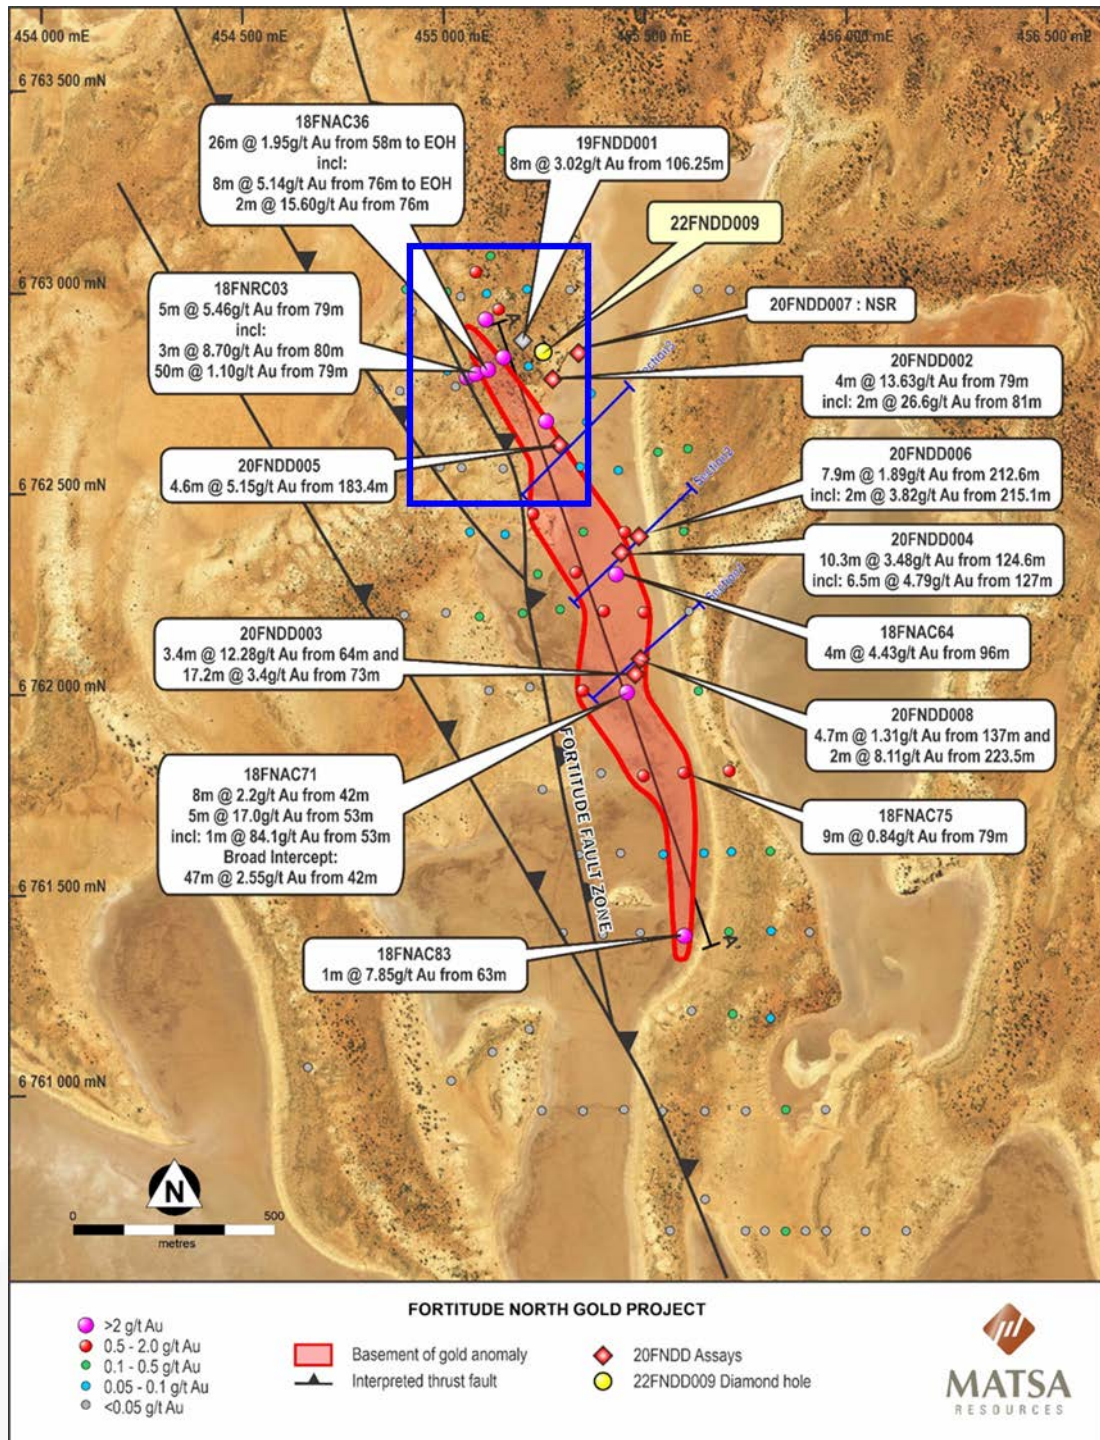 454 000 mE
454 500 mE
455 000 mE
455 500 mE
456 000 mE
456 500 mE
6 763 500 mN
18FNAC36
26m @ 1.95g/t Au from 58m to EOH
incl:
8m @ 5.14g/t Au from 76m to EOH
2m @ 15.60g/t Au from 76m
19FNDD001
8m @ 3.02g/t Au from 106.25m
22FNDD009
6 763 000 mN
18FNRC03
5m @ 5.46g/t Au from 79m
incl:
3m @ 8.70g/t Au from 80m
50m @ 1.10g/t Au from 79m
20FNDD007 : NSR
A
20FNDD002
4m @ 13.63g/t Au from 79m
incl: 2m @ 26.6g/t Au from 81m
20FNDD005
4.6m @ 5.15g/t Au from 183.4m
20FNDD006
7.9m @ 1.89g/t Au from 212.6m
incl: 2m @ 3.82g/t Au from 215.1m
6 762 500 mN
Section2
20FNDD004
10.3m @ 3.48g/t Au from 124.6m
incl: 6.5m @ 4.79g/t Au from 127m
20FNDD003
3.4m @ 12.28g/t Au from 64m and
17.2m @ 3.4g/t Au from 73m
18FNAC64
4m @ 4.43g/t Au from 96m
6 762 000 mN
20FNDD008
4.7m @ 1.31g/t Au from 137m and
2m @ 8.11g/t Au from 223.5m
FORTITUDE FAULT ZONE
18FNAC71
8m @ 2.2g/t Au from 42m
5m @ 17.0g/t Au from 53m
incl: 1m @ 84.1g/t Au from 53m
Broad Intercept:
47m @ 2.55g/t Au from 42m
18FNAC75
9m @ 0.84g/t Au from 79m
6 761 500 mN
18FNAC83
1m @ 7.85g/t Au from 63m
A'
6 761 000 mN
N
0
500
metres
FORTITUDE NORTH GOLD PROJECT
>2 g/t Au
0.5 - 2.0 g/t Au
0.1 - 0.5 g/t Au
0.05 - 0.1 g/t Au
<0.05 g/t Au
Basement of gold anomaly
Interpreted thrust fault
20FNDD Assays
22FNDD009 Diamond hole
MATSA
RESOURCES